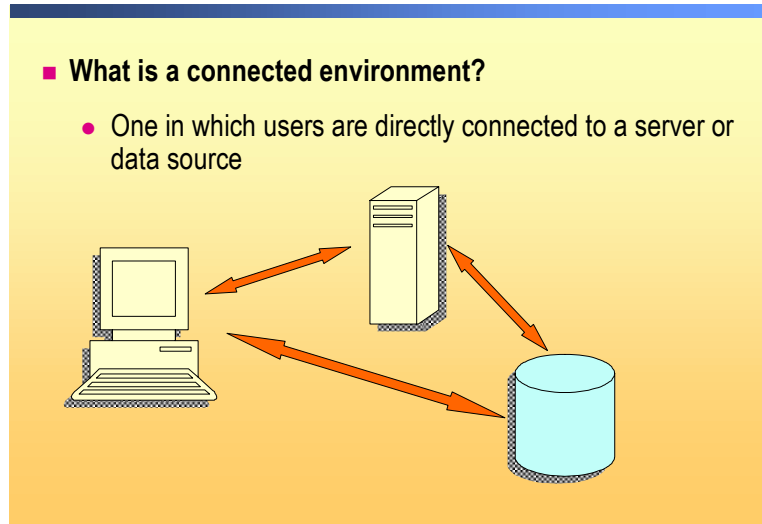 What is a connected environment?
One in which users are directly connected to a server or
data source